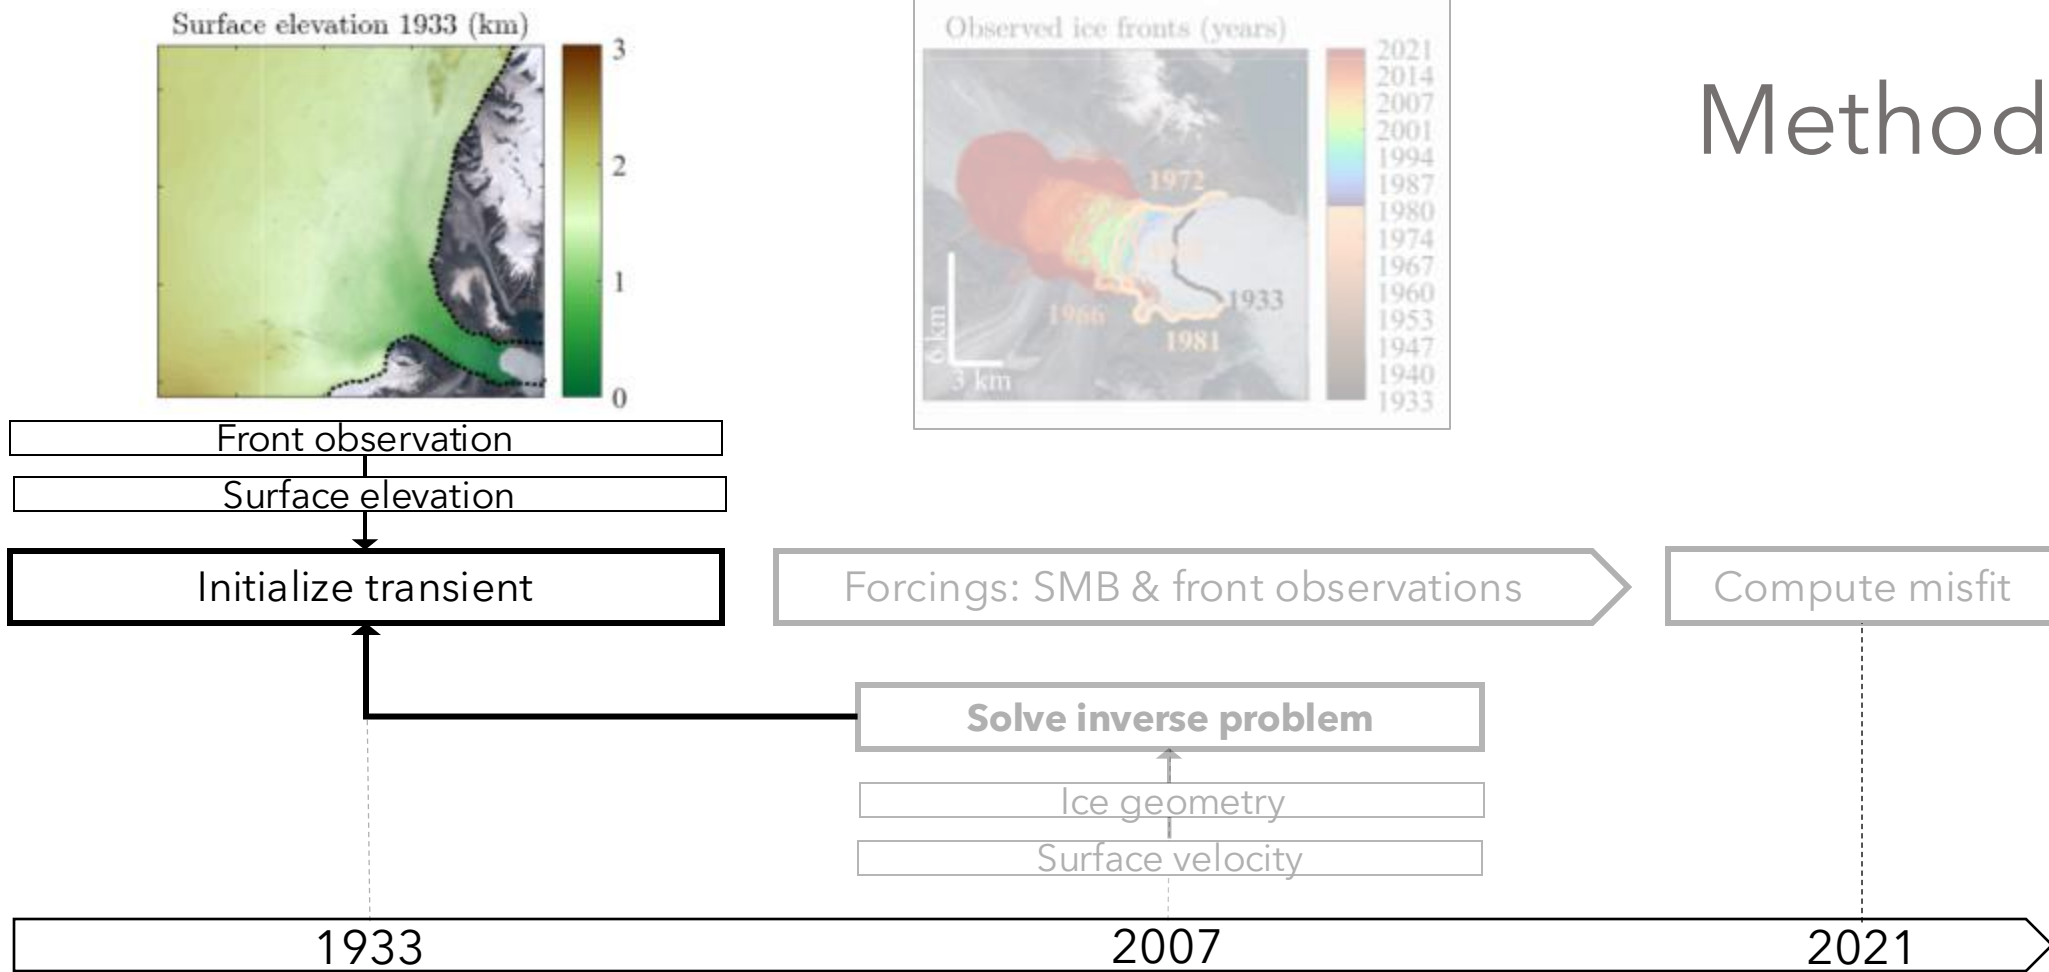 Surface elevation 1933 (km)
3
2
1
0
Observed ice fronts (years)
2021
2014
2007
2001
1994
1987
1980
1974
1967
1960
1953
1947
1940
1933
1972
1933
1966
1981
6 km
3 km
Method
Front observation
Surface elevation
Initialize transient
Forcings: SMB & front observations
Compute misfit
Solve inverse problem
Ice geometry
Surface velocity
1933
2007
2021